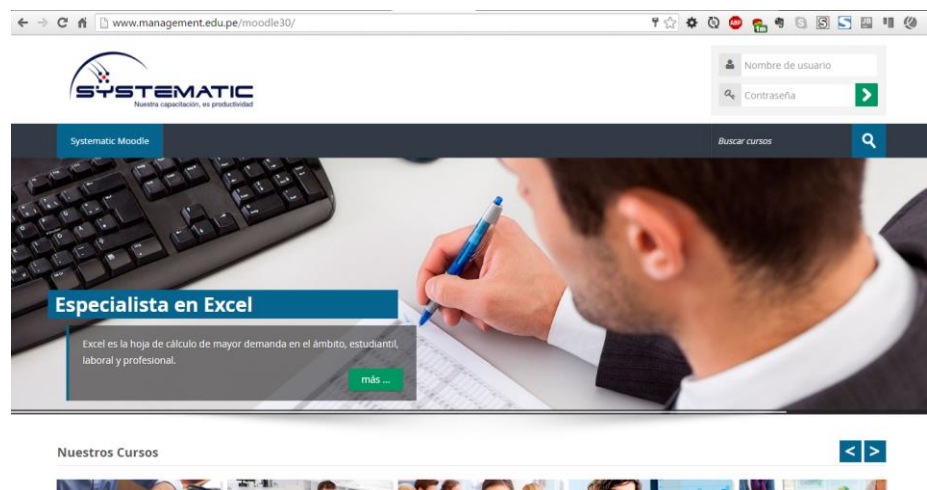 www.management.edu.pe/moodle30/
SYSTEMATIC
Nuestra capacitación, es productividad
Nombre de usuario
Contraseña
Systematic Moodle
Buscar cursos
Especialista en Excel
Excel es la hoja de cálculo de mayor demanda en el ámbito, estudiantil,
laboral y profesional.
más ...
Nuestros Cursos
< >